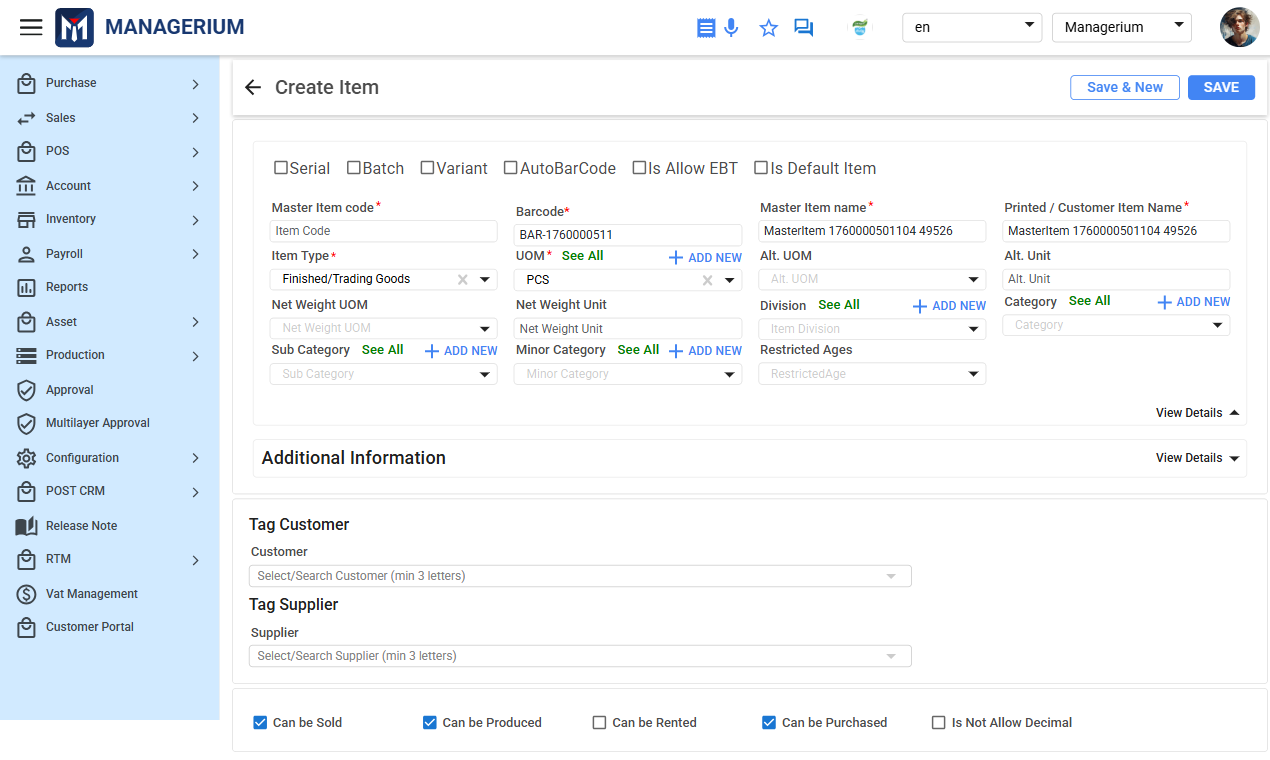 MANAGERIUM
en
Managerium
Purchase
Sales
POS
Account
Inventory
Payroll
Reports
Asset
Production
Approval
Multilayer Approval
Configuration
POST CRM
Release Note
RTM
Vat Management
Customer Portal
Create Item
Save & New
SAVE
Serial Batch Variant AutoBarCode Is Allow EBT Is Default Item
Master Item code* Barcode* Master Item name* Printed / Customer Item Name*
Item Code BAR-1760000511 MasterItem 1760000501104 49526 MasterItem 1760000501104 49526
Item Type* UOM* See All ADD NEW Alt. UOM Alt. Unit
Finished/Trading Goods PCS Alt. UOM Alt. Unit
Net Weight UOM Net Weight Unit Division See All ADD NEW Category See All ADD NEW
Net Weight UOM Net Weight Unit Item Division Category
Sub Category See All ADD NEW Minor Category See All ADD NEW Restricted Ages
Sub Category Minor Category RestrictedAge
View Details
Additional Information View Details
Tag Customer
Customer
Select/Search Customer (min 3 letters)
Tag Supplier
Supplier
Select/Search Supplier (min 3 letters)
Can be Sold Can be Produced Can be Rented Can be Purchased Is Not Allow Decimal